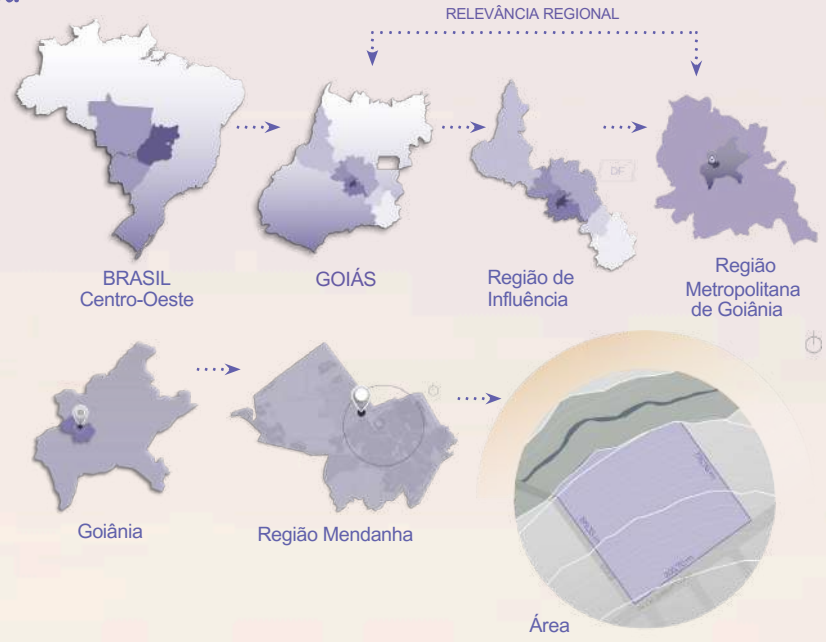 RELEVÂNCIA REGIONAL
DF
BRASIL
Centro-Oeste
GOIÁS
Região de
Influência
Região
Metropolitana
de Goiânia
Goiânia
Região Mendanha
Área